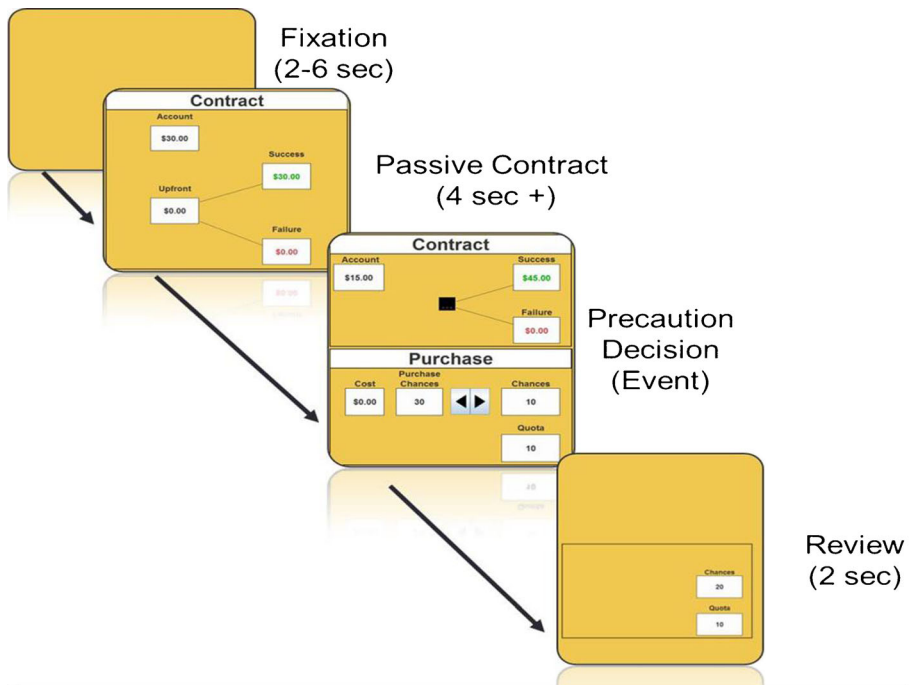 Fixation
(2-6 sec)
Contract
Account
$30.00
Success
$30.00
Upfront
$0.00
Failure
$0.00
Passive Contract
(4 sec +)
Contract
Account
$15.00
Success
$45.00
Failure
$0.00
Precaution
Decision
(Event)
Purchase
Cost
$0.00
Purchase
Chances
30
Chances
10
Quota
10
Review
(2 sec)
Chances
20
Quota
10